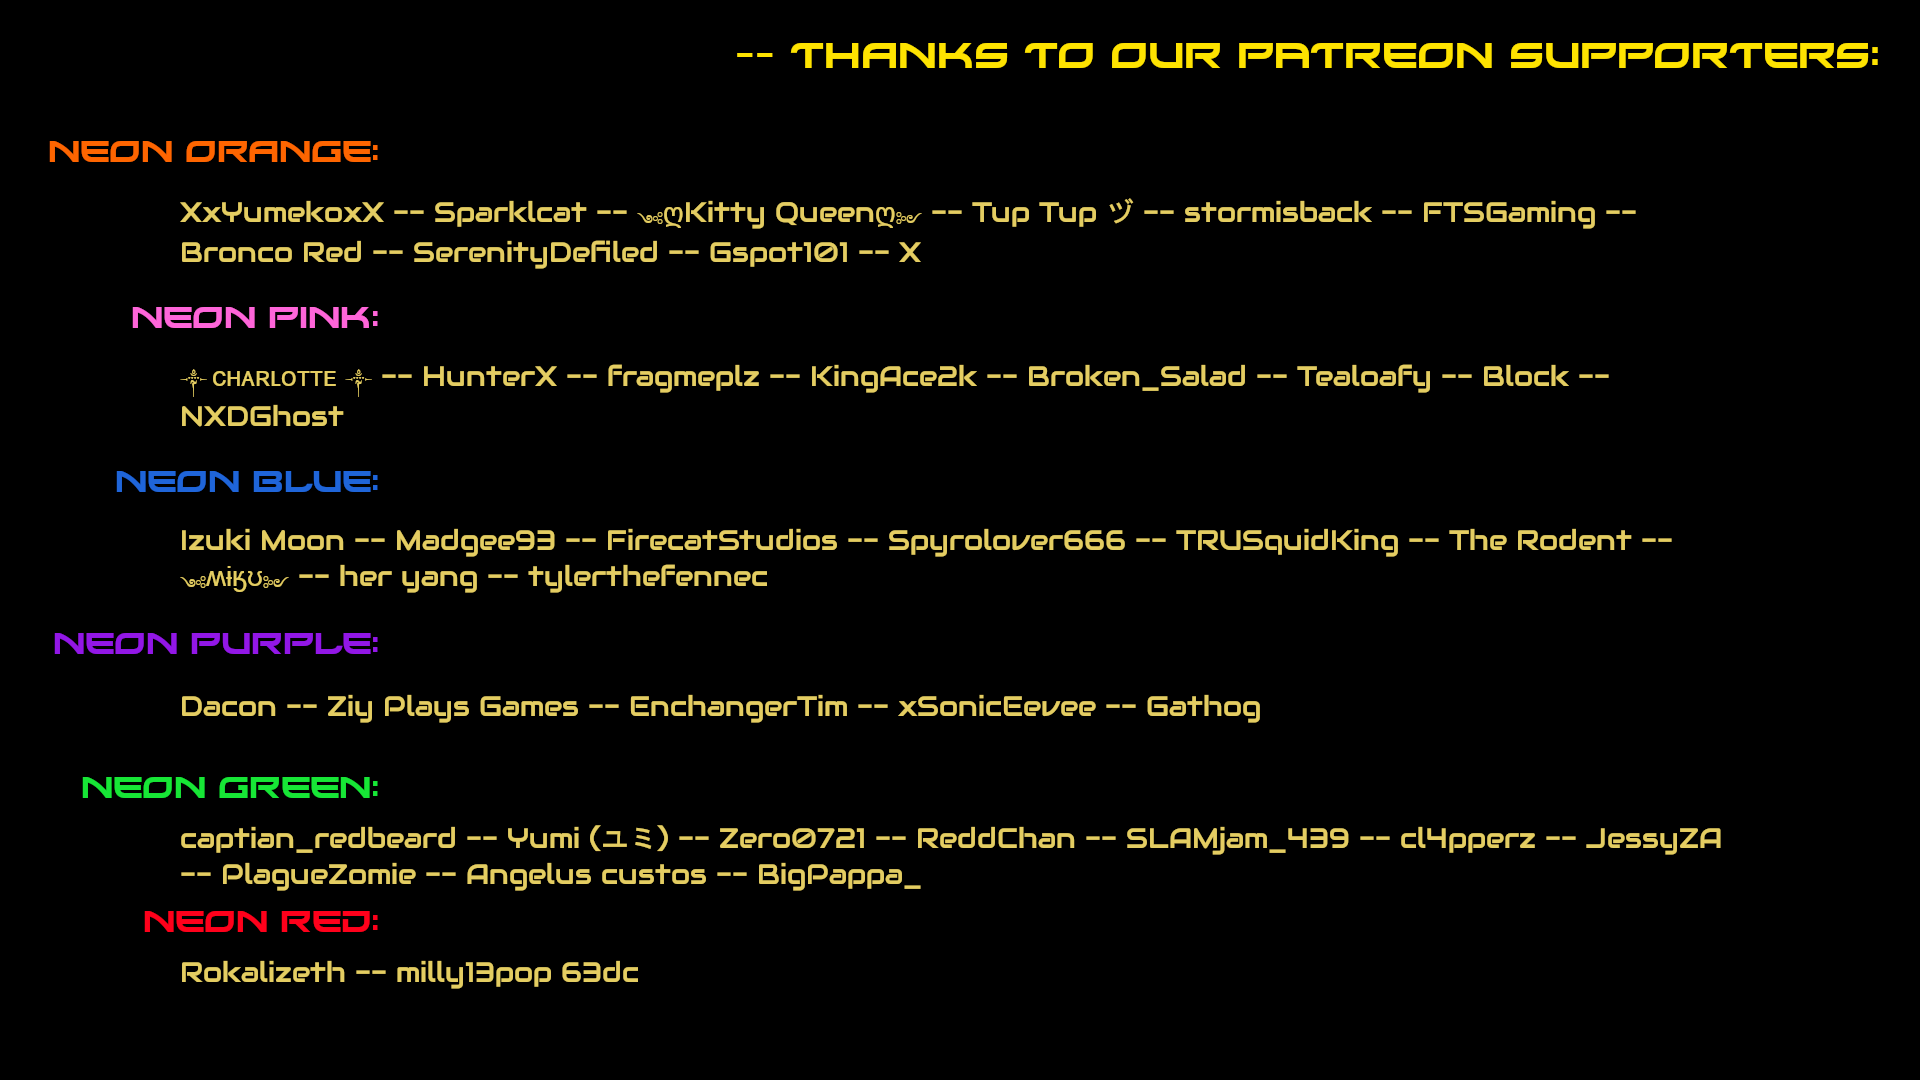 -- THANKS TO OUR PATREON SUPPORTERS:
NEON ORANGE:
XxYumekoxX -- Sparklcat -- ༺ღKitty Queenღ༻ -- Tup Tup ヅ -- stormisback -- FTSGaming --
Bronco Red -- SerenityDefiled -- Gspot101 -- X
NEON PINK:
༒ CHARLOTTE ༒ -- HunterX -- fragmeplz -- KingAce2k -- Broken_Salad -- Tealoafy -- Block --
NXDGhost
NEON BLUE:
Izuki Moon -- Madgee93 -- FirecatStudios -- Spyrolover666 -- TRUSquidKing -- The Rodent --
༺ʍɨӄʊ༻ -- her yang -- tylerthefennec
NEON PURPLE:
Dacon -- Ziy Plays Games -- EnchangerTim -- xSonicEevee -- Gathog
NEON GREEN:
captian_redbeard -- Yumi (ユミ) -- Zero0721 -- ReddChan -- SLAMjam_439 -- cl4pperz -- JessyZA
-- PlagueZomie -- Angelus custos -- BigPappa_
NEON RED:
Rokalizeth -- milly13pop 63dc